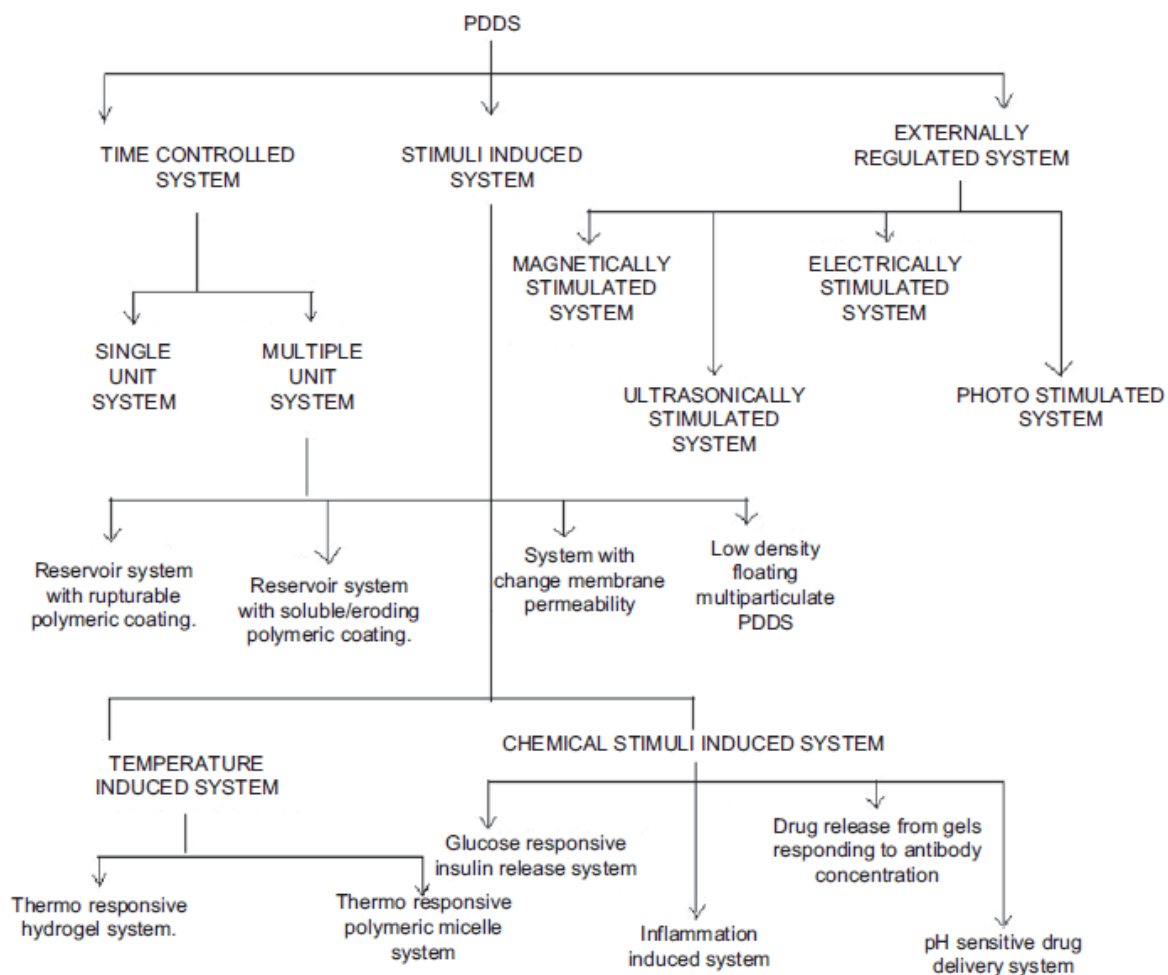 PDDS
TIME CONTROLLED
SYSTEM
STIMULI INDUCED
SYSTEM
EXTERNALLY
REGULATED SYSTEM
MAGNETICALLY
STIMULATED
SYSTEM
ELECTRICALLY
STIMULATED
SYSTEM
SINGLE
UNIT
SYSTEM
MULTIPLE
UNIT
SYSTEM
ULTRASONICALLY
STIMULATED
SYSTEM
PHOTO STIMULATED
SYSTEM
Reservoir system
with rupturable
polymeric coating.
Reservoir system
with soluble/eroding
polymeric coating.
System with
change membrane
permeability
Low density
floating
multiparticulate
PDDS
TEMPERATURE
INDUCED SYSTEM
CHEMICAL STIMULI INDUCED SYSTEM
Glucose responsive
insulin release system
Drug release from gels
responding to antibody
concentration
Thermo responsive
hydrogel system.
Thermo responsive
polymeric micelle
system
Inflammation
induced system
pH sensitive drug
delivery system